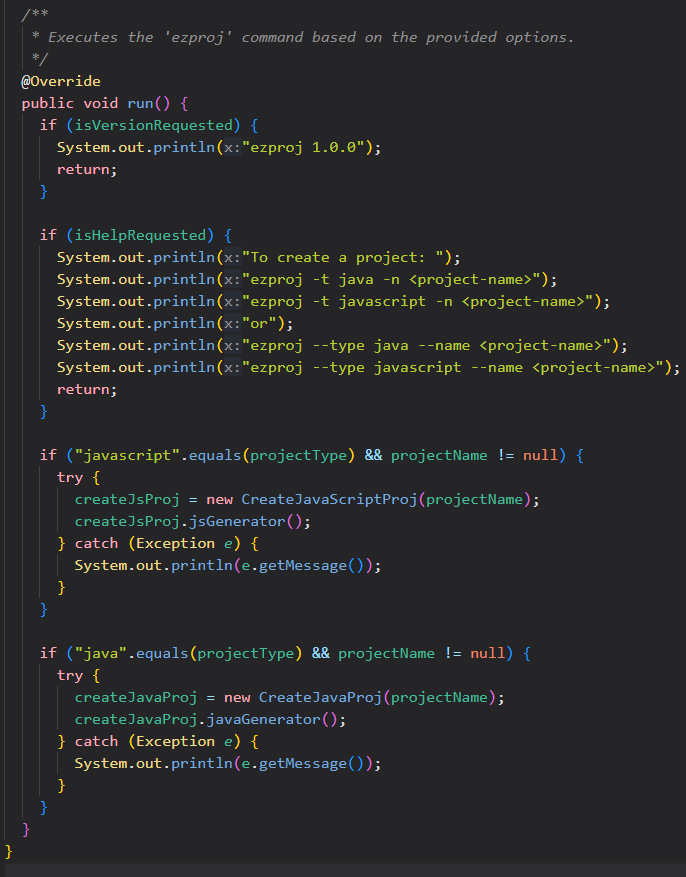 /**
 * Executes the 'ezproj' command based on the provided options.
 */
@Override
public void run() {
  if (isVersionRequested) {
    System.out.println(x:"ezproj 1.0.0");
    return;
  }

  if (isHelpRequested) {
    System.out.println(x:"To create a project: ");
    System.out.println(x:"ezproj -t java -n <project-name>");
    System.out.println(x:"ezproj -t javascript -n <project-name>");
    System.out.println(x:"or");
    System.out.println(x:"ezproj --type java --name <project-name>");
    System.out.println(x:"ezproj --type javascript --name <project-name>");
    return;
  }

  if ("javascript".equals(projectType) && projectName != null) {
    try {
      createJsProj = new CreateJavaScriptProj(projectName);
      createJsProj.jsGenerator();
    } catch (Exception e) {
      System.out.println(e.getMessage());
    }
  }

  if ("java".equals(projectType) && projectName != null) {
    try {
      createJavaProj = new CreateJavaProj(projectName);
      createJavaProj.javaGenerator();
    } catch (Exception e) {
      System.out.println(e.getMessage());
    }
  }
}
}